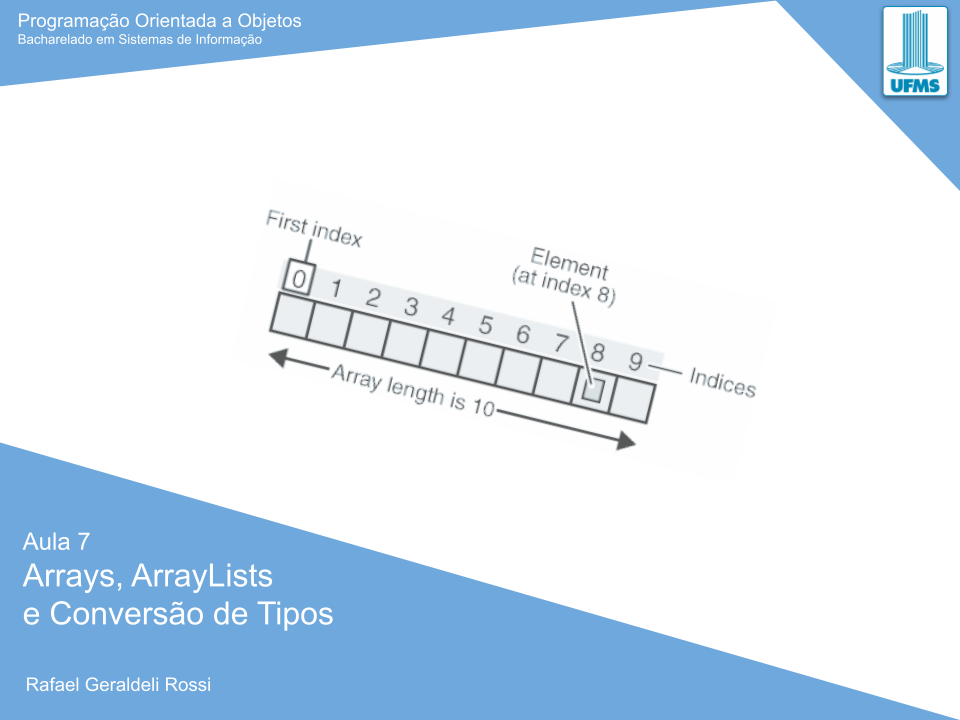 Programação Orientada a Objetos
Bacharelado em Sistemas de Informação
UFMS
First index
Element
(at index 8)
0 1 2 3 4 5 6 7 8 9
Indices
Array length is 10
Aula 7
Arrays, ArrayLists
e Conversão de Tipos
Rafael Geraldeli Rossi